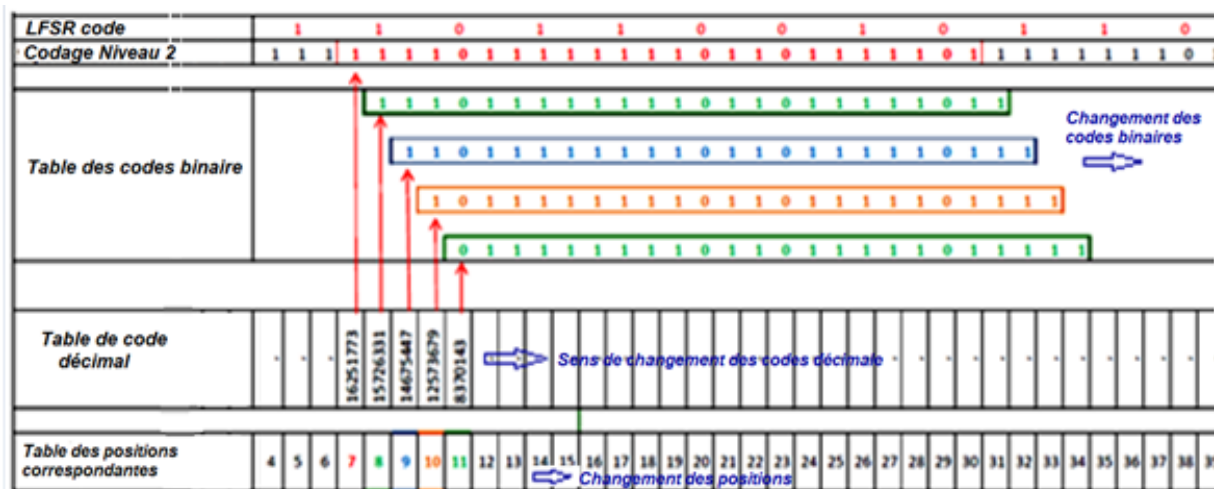 LFSR code 1 1 0 1 1 0 0 1 0 1 1 0
Codage Niveau 2 1 1 1 1 1 1 1 0 1 1 1 1 1 1 1 1 0 1 1 0 1 1 1 1 1 0 1 1 1 1 1 1 1 1 0
1 1 1 0 1 1 1 1 1 1 1 1 0 1 1 0 1 1 1 1 1 0 1 1
Changement des
codes binaires
1 1 0 1 1 1 1 1 1 1 1 0 1 1 0 1 1 1 1 1 0 1 1 1
Table des codes binaire
1 0 1 1 1 1 1 1 1 1 0 1 1 0 1 1 1 1 1 0 1 1 1 1
0 1 1 1 1 1 1 1 1 0 1 1 0 1 1 1 1 1 0 1 1 1 1 1
Table de code
décimal
- - - 16251773 15726331 14675447 12573679 8370143
Sens de changement des codes décimale
Table des positions
correspondantes
4 5 6 7 8 9 10 11 12 13 14 15 16 17 18 19 20 21 22 23 24 25 26 27 28 29 30 31 32 33 34 35 36 37 38
Changement des positions